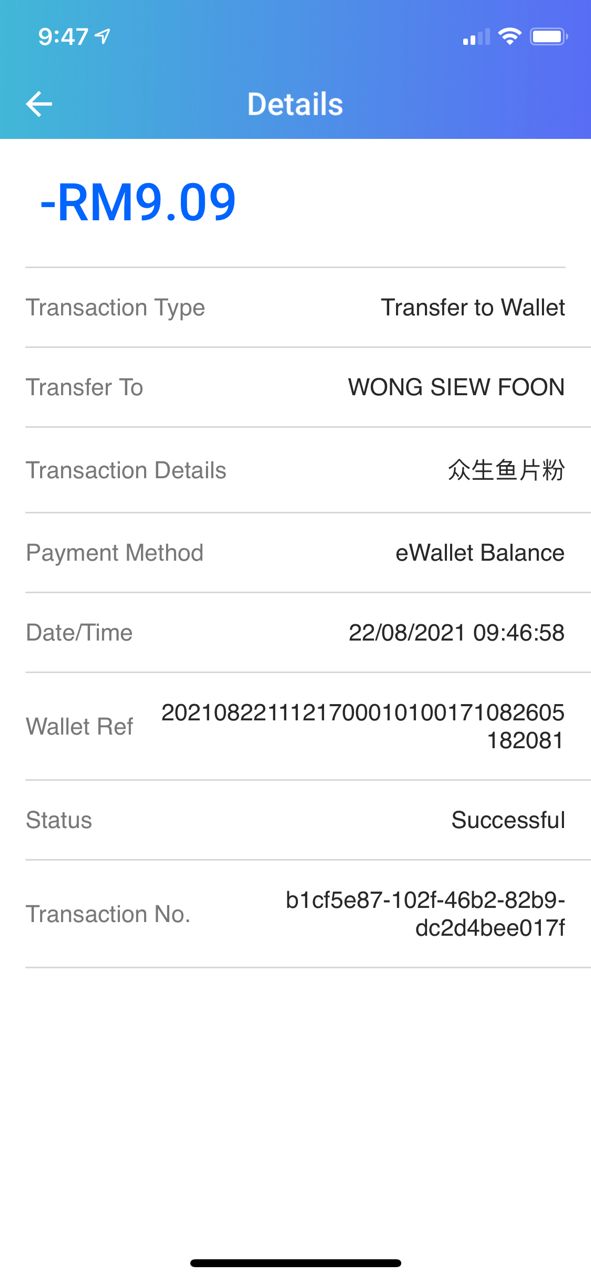 9:47
Details
-RM9.09
Transaction Type
Transfer to Wallet
Transfer To
WONG SIEW FOON
Transaction Details
众生鱼片粉
Payment Method
eWallet Balance
Date/Time
22/08/2021 09:46:58
Wallet Ref
2021082211121700010100171082605
182081
Status
Successful
Transaction No.
b1cf5e87-102f-46b2-82b9-
dc2d4bee017f